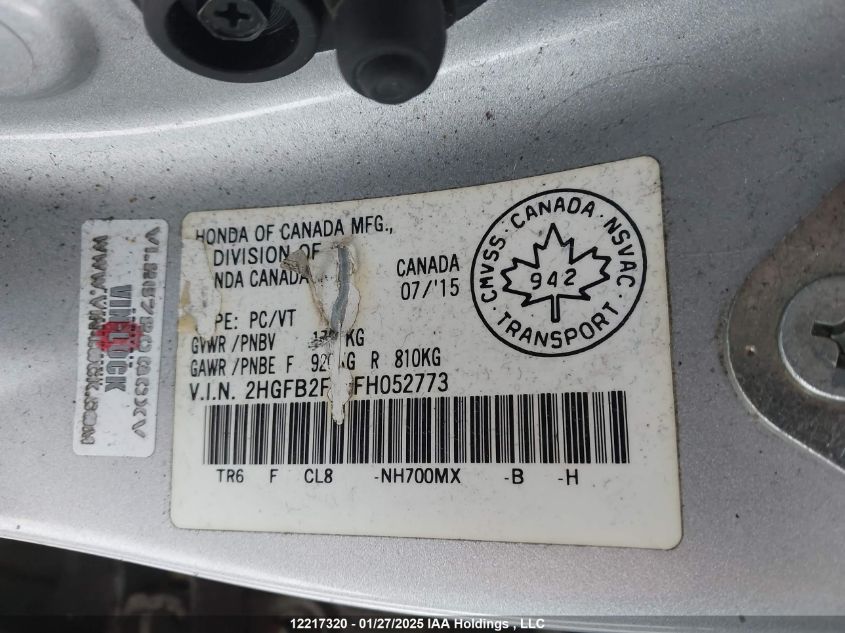 HONDA OF CANADA MFG.,
DIVISION OF
NDA CANADA
CANADA
07/'15
CMVSS · CANADA · NSVAC · TRANSPORT
942
PE: PC/VT
GVWR/PNBV KG
GAWR/PNBE F G R 810KG
V.I.N. 2HGFB2F FH052773
TR6 F CL8 -NH700MX -B -H
VINLOCK
WWW.VINLOCK.COM
12217320 - 01/27/2025 IAA Holdings , LLC